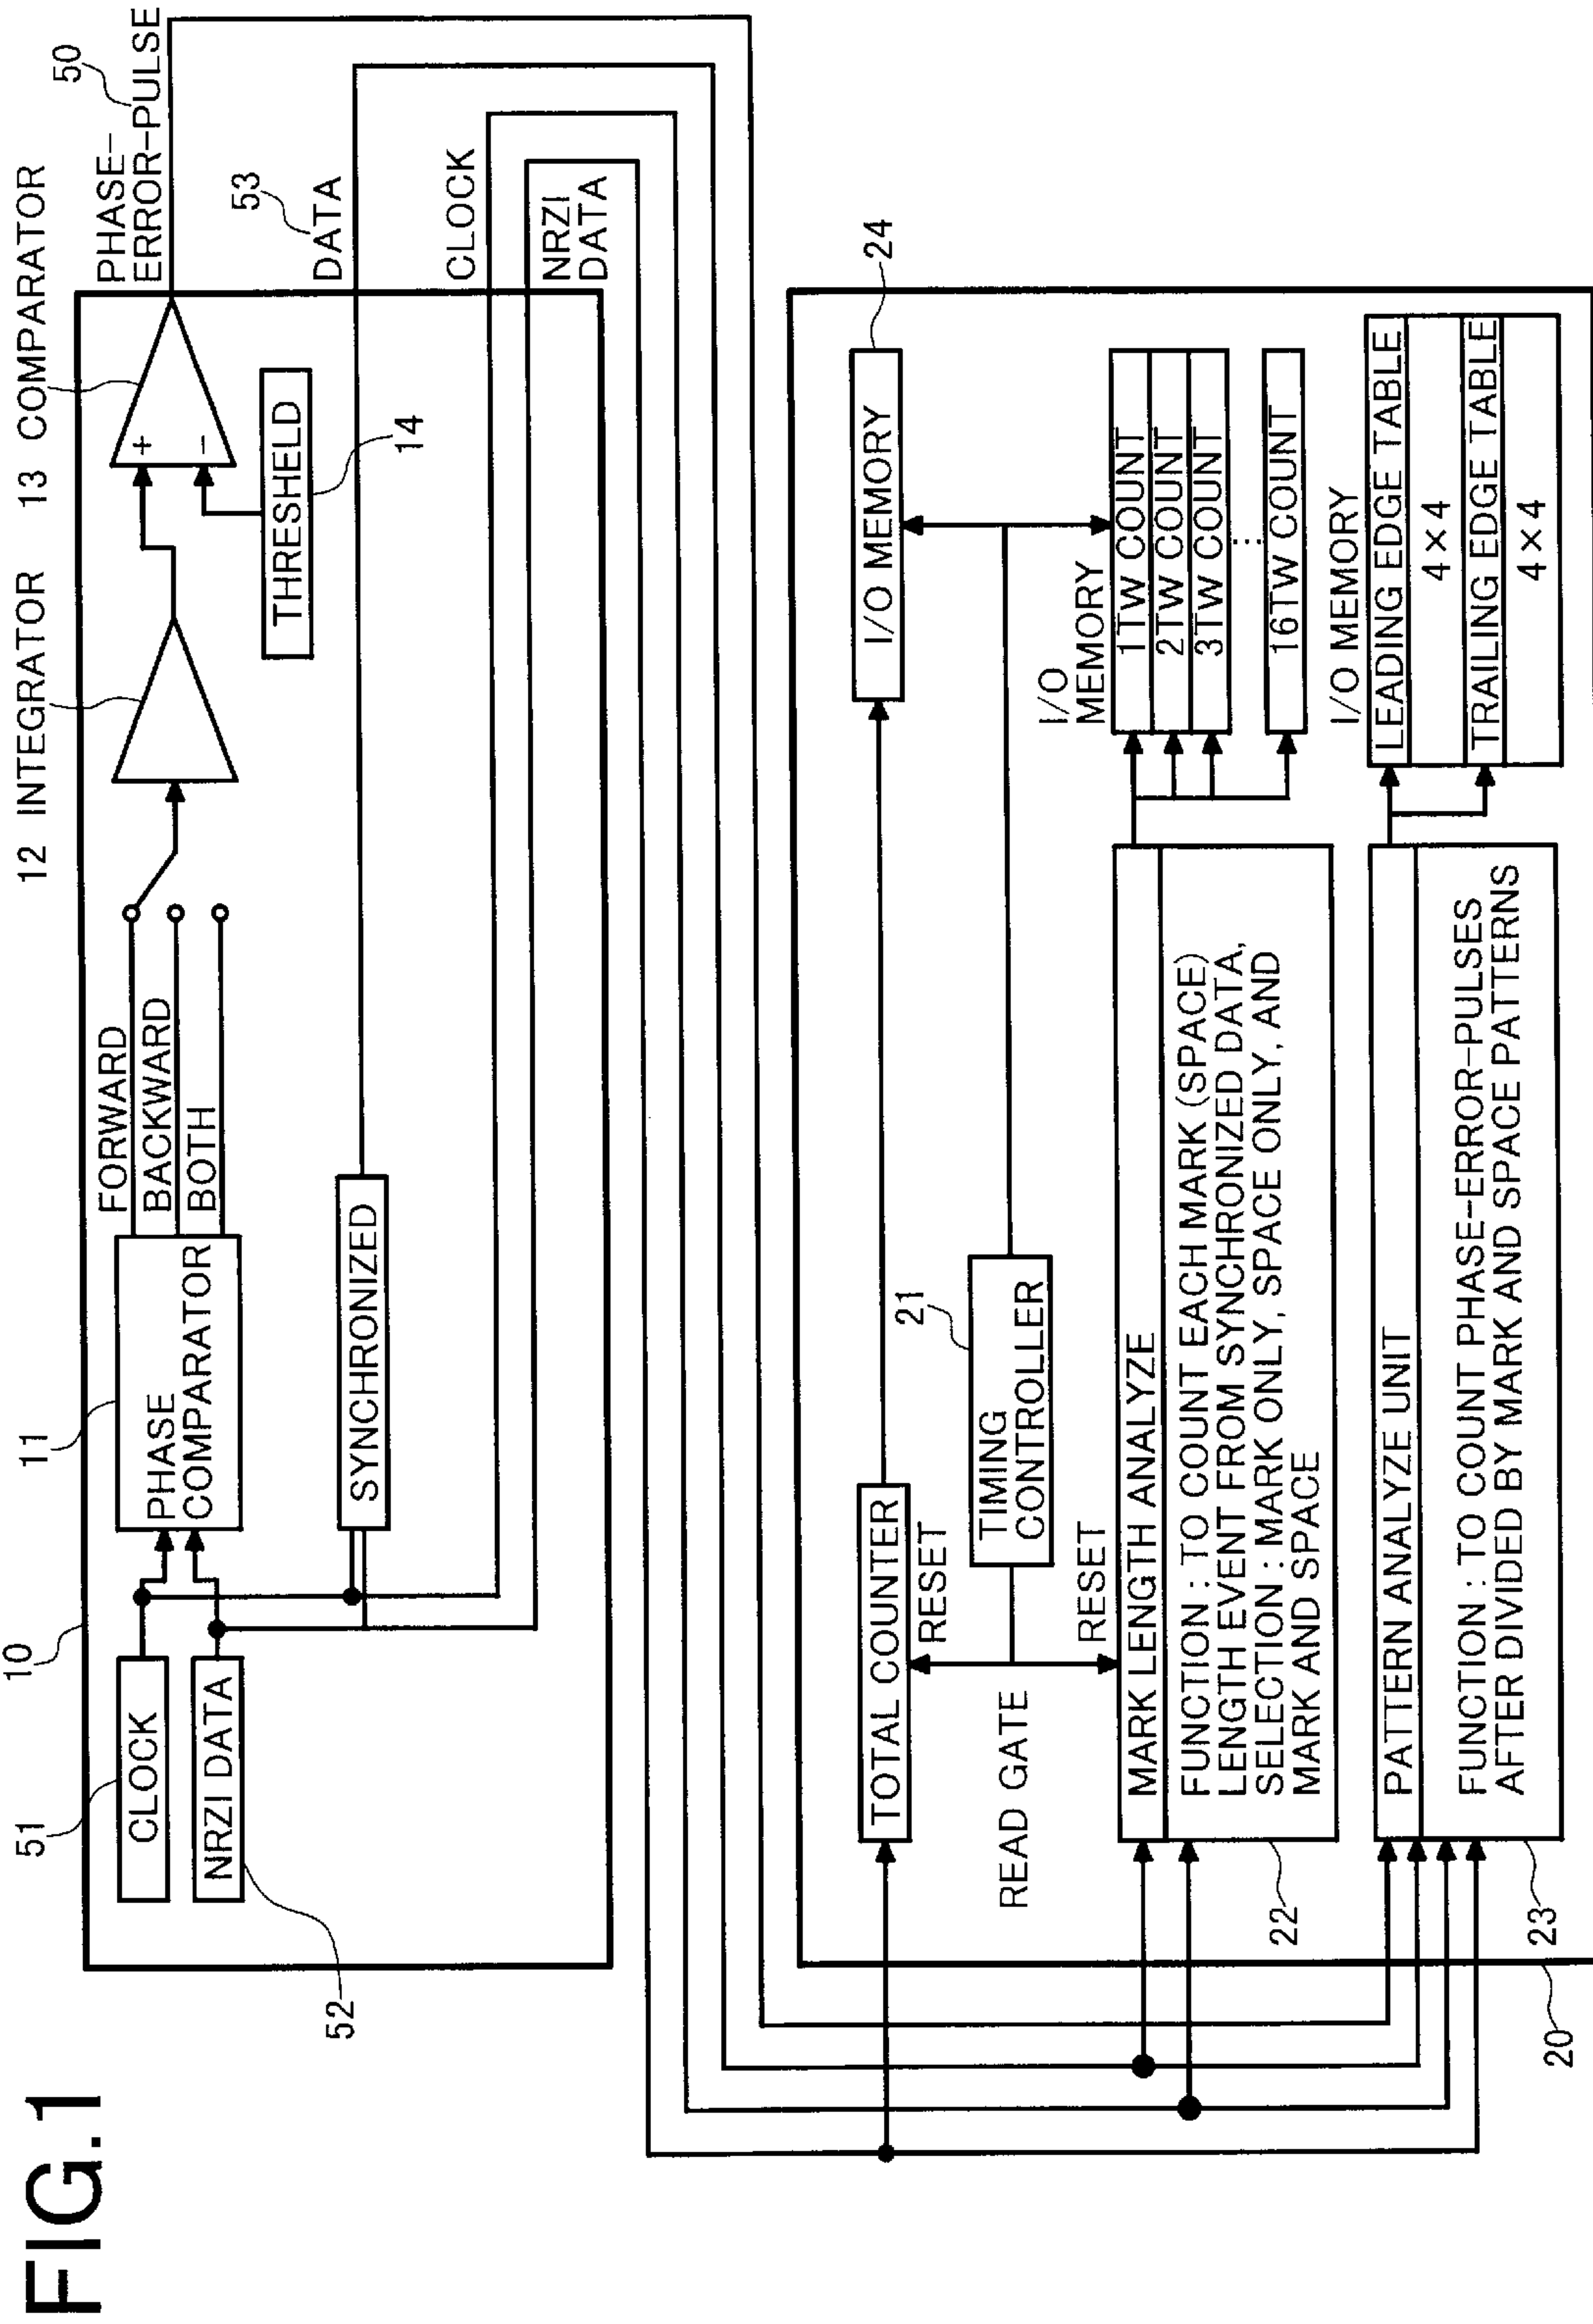 FIG.1
10
11
12 INTEGRATOR
13 COMPARATOR
51
CLOCK
PHASE
COMPARATOR
FORWARD
BACKWARD
BOTH
+
−
PHASE−
ERROR−PULSE
50
NRZI DATA
52
THRESHELD
14
SYNCHRONIZED
DATA
53
CLOCK
NRZI
DATA
TOTAL COUNTER
I/O MEMORY
24
RESET
21
TIMING
CONTROLLER
READ GATE
RESET
I/O
MEMORY
MARK LENGTH ANALYZE
FUNCTION : TO COUNT EACH MARK (SPACE)
LENGTH EVENT FROM SYNCHRONIZED DATA,
SELECTION : MARK ONLY, SPACE ONLY, AND
MARK AND SPACE
22
1TW COUNT
2TW COUNT
3TW COUNT
16TW COUNT
I/O MEMORY
PATTERN ANALYZE UNIT
FUNCTION : TO COUNT PHASE−ERROR−PULSES
AFTER DIVIDED BY MARK AND SPACE PATTERNS
23
LEADING EDGE TABLE
4×4
TRAILING EDGE TABLE
4×4
20